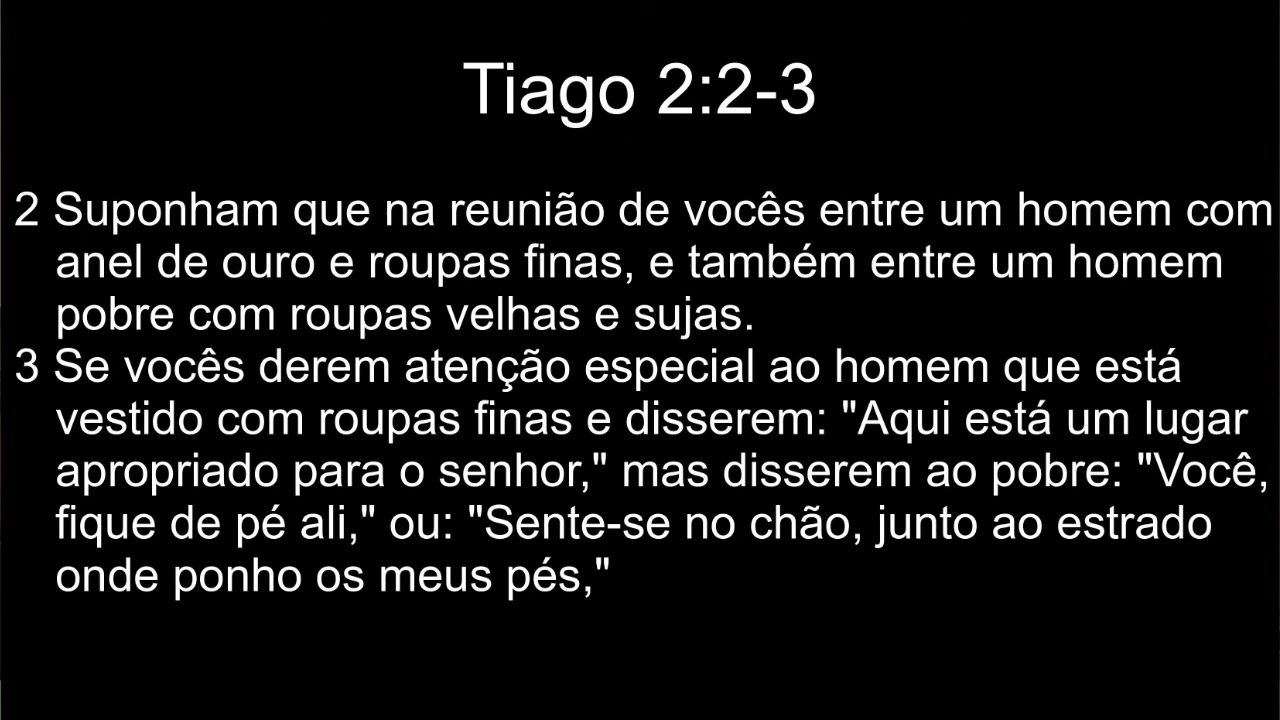 Tiago 2:2-3
2 Suponham que na reunião de vocês entre um homem com
anel de ouro e roupas finas, e também entre um homem
pobre com roupas velhas e sujas.
3 Se vocês derem atenção especial ao homem que está
vestido com roupas finas e disserem: "Aqui está um lugar
apropriado para o senhor," mas disserem ao pobre: "Você,
fique de pé ali," ou: "Sente-se no chão, junto ao estrado
onde ponho os meus pés,"